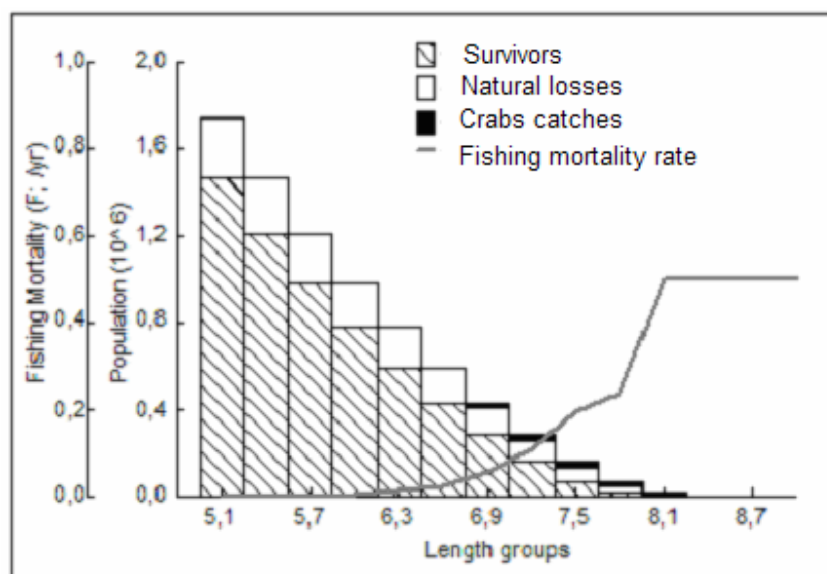 Survivors
Natural losses
Crabs catches
Fishing mortality rate
Fishing Mortality (F; /yr)
1,0
0,8
0,6
0,4
0,2
0,0
Population (10^6)
2,0
1,6
1,2
0,8
0,4
0,0
5,1 5,7 6,3 6,9 7,5 8,1 8,7
Length groups